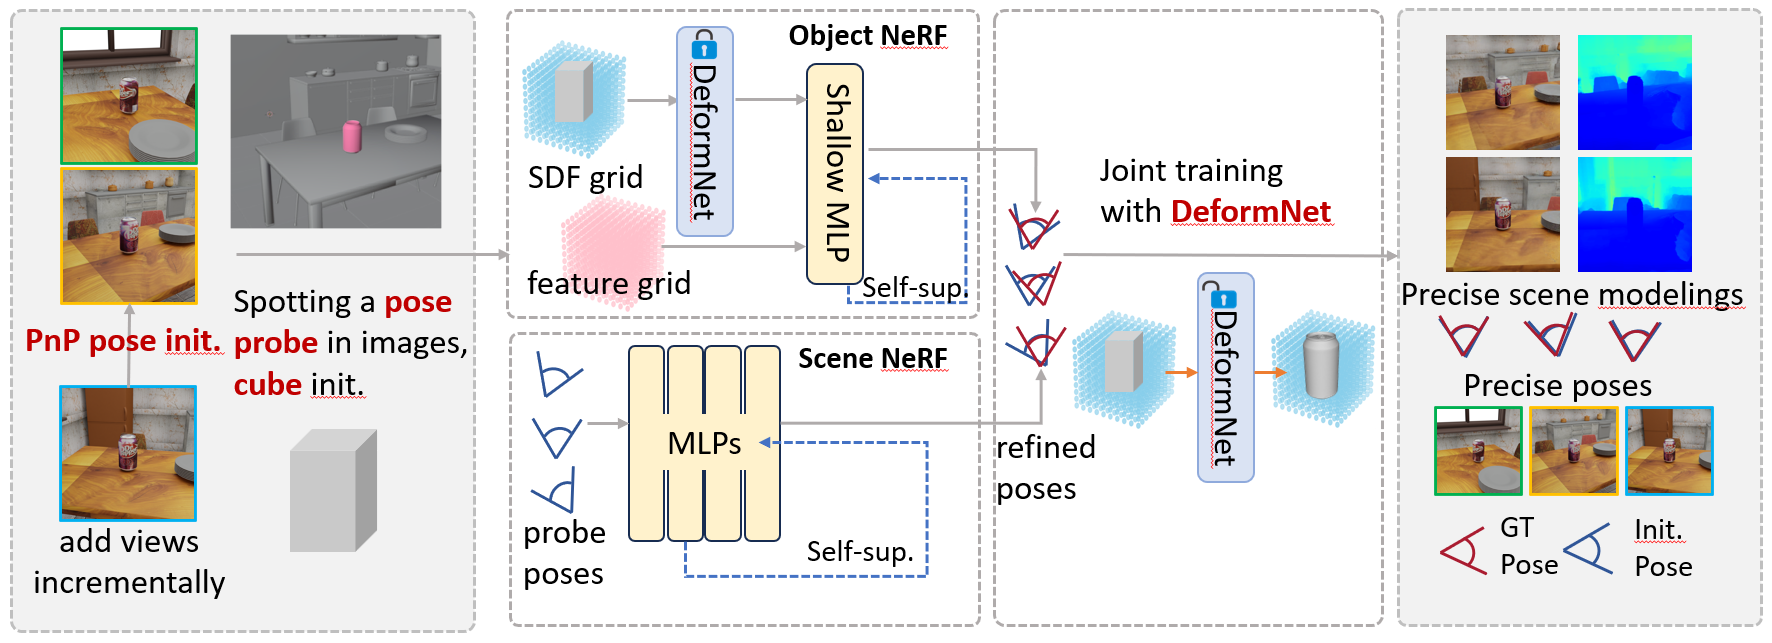 PnP pose init.
add views
incrementally
Spotting a pose
probe in images,
cube init.
Object NeRF
SDF grid
feature grid
DeformNet
Shallow MLP
Self-sup.
Scene NeRF
probe
poses
MLPs
Self-sup.
refined
poses
Joint training
with DeformNet
DeformNet
Precise scene modelings
Precise poses
GT
Pose
Init.
Pose